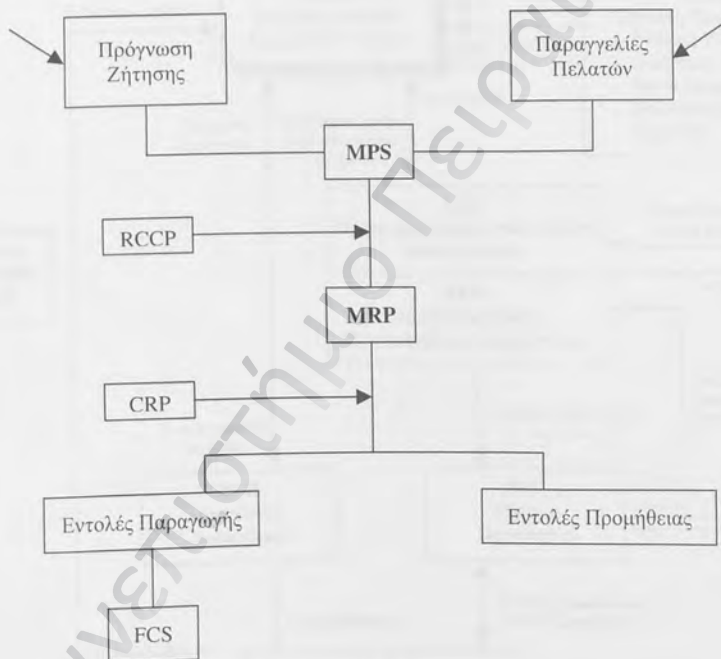 Πρόγνωση
Ζήτησης
Παραγγελίες
Πελατών
MPS
RCCP
MRP
CRP
Εντολές Παραγωγής
Εντολές Προμήθειας
FCS